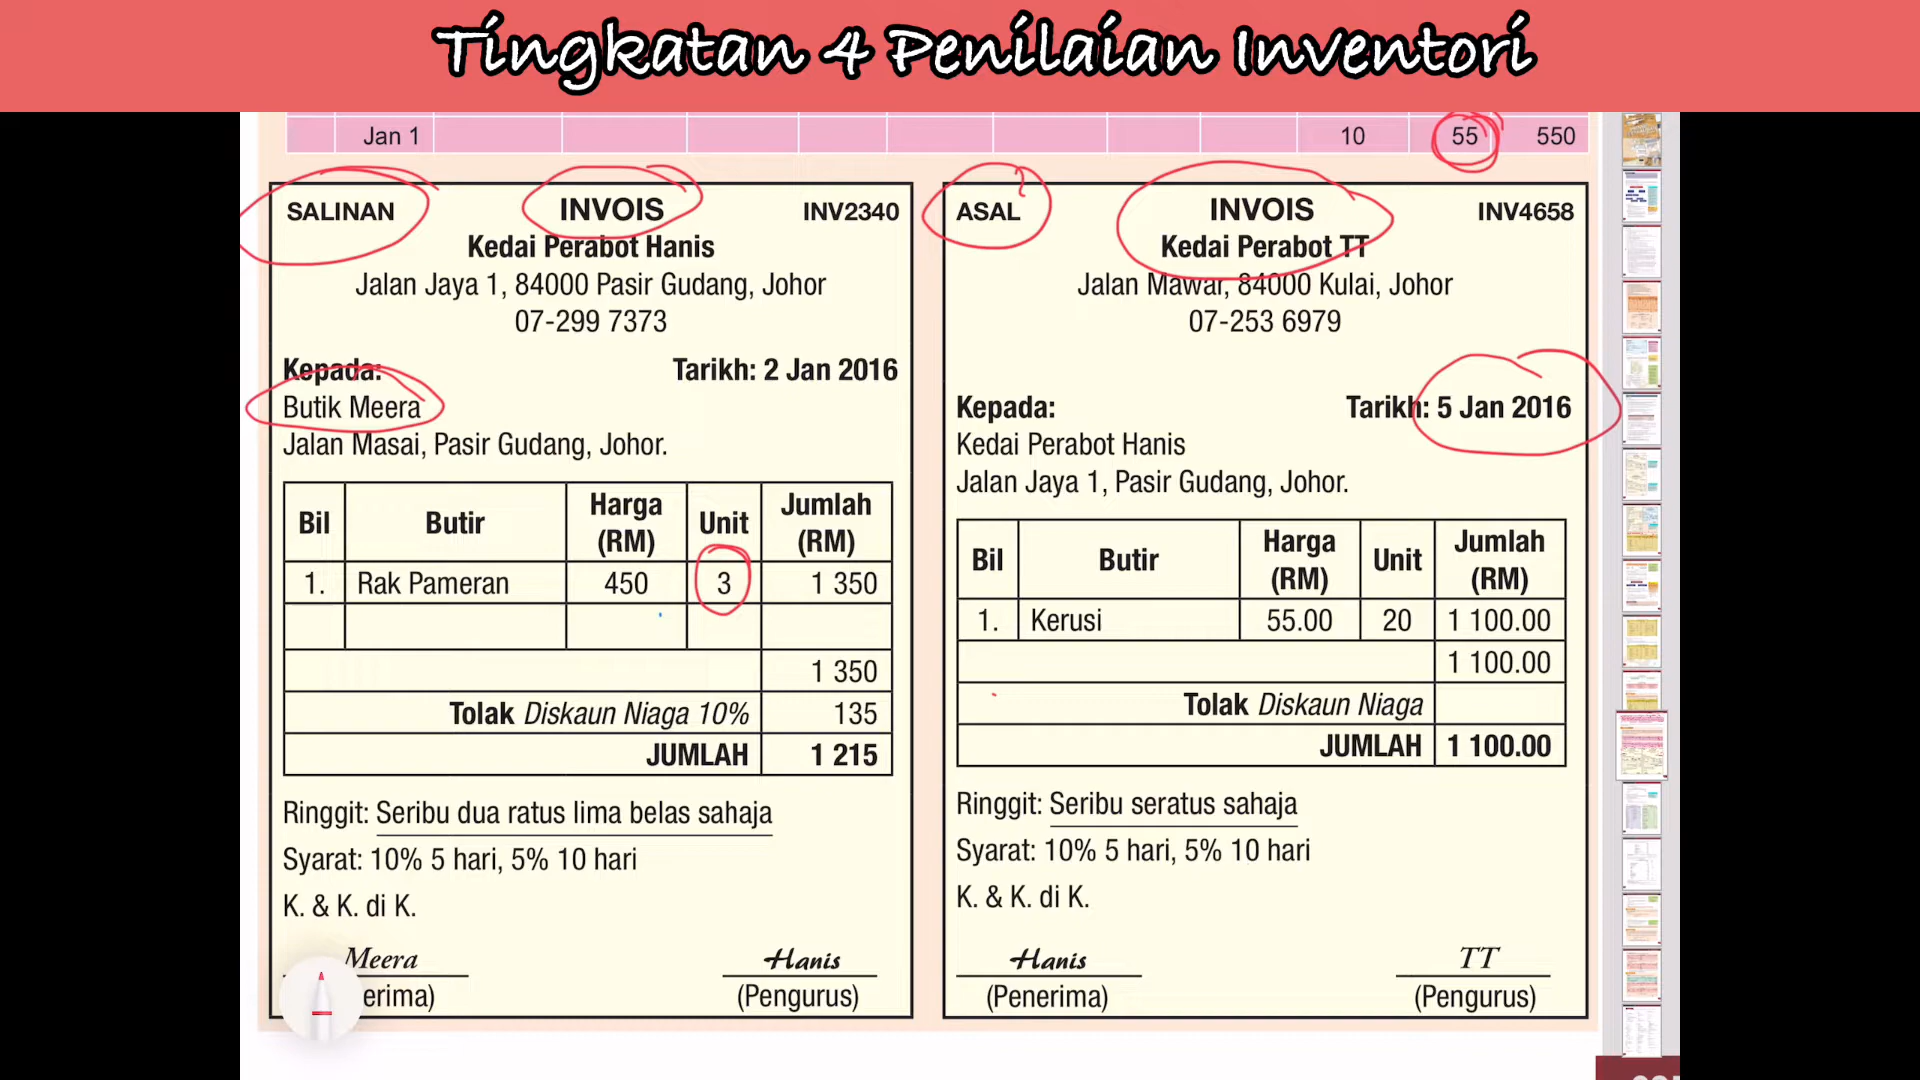 Tingkatan 4 Penilaian Inventori
Jan 1 10 55 550
SALINAN INVOIS INV2340
Kedai Perabot Hanis
Jalan Jaya 1, 84000 Pasir Gudang, Johor
07-299 7373
Kepada: Tarikh: 2 Jan 2016
Butik Meera
Jalan Masai, Pasir Gudang, Johor.
Bil Butir Harga (RM) Unit Jumlah (RM)
1. Rak Pameran 450 3 1 350
1 350
Tolak Diskaun Niaga 10% 135
JUMLAH 1 215
Ringgit: Seribu dua ratus lima belas sahaja
Syarat: 10% 5 hari, 5% 10 hari
K. & K. di K.
Meera Hanis
erima) (Pengurus)
ASAL INVOIS INV4658
Kedai Perabot TT
Jalan Mawar, 84000 Kulai, Johor
07-253 6979
Kepada: Tarikh: 5 Jan 2016
Kedai Perabot Hanis
Jalan Jaya 1, Pasir Gudang, Johor.
Bil Butir Harga (RM) Unit Jumlah (RM)
1. Kerusi 55.00 20 1 100.00
1 100.00
Tolak Diskaun Niaga
JUMLAH 1 100.00
Ringgit: Seribu seratus sahaja
Syarat: 10% 5 hari, 5% 10 hari
K. & K. di K.
Hanis TT
(Penerima) (Pengurus)